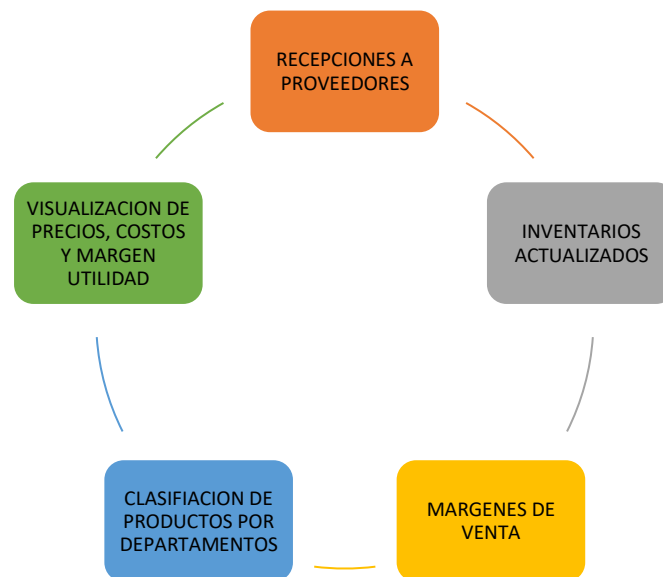 RECEPCIONES A
PROVEEDORES
INVENTARIOS
ACTUALIZADOS
MARGENES DE
VENTA
CLASIFIACION DE
PRODUCTOS POR
DEPARTAMENTOS
VISUALIZACION DE
PRECIOS, COSTOS
Y MARGEN
UTILIDAD